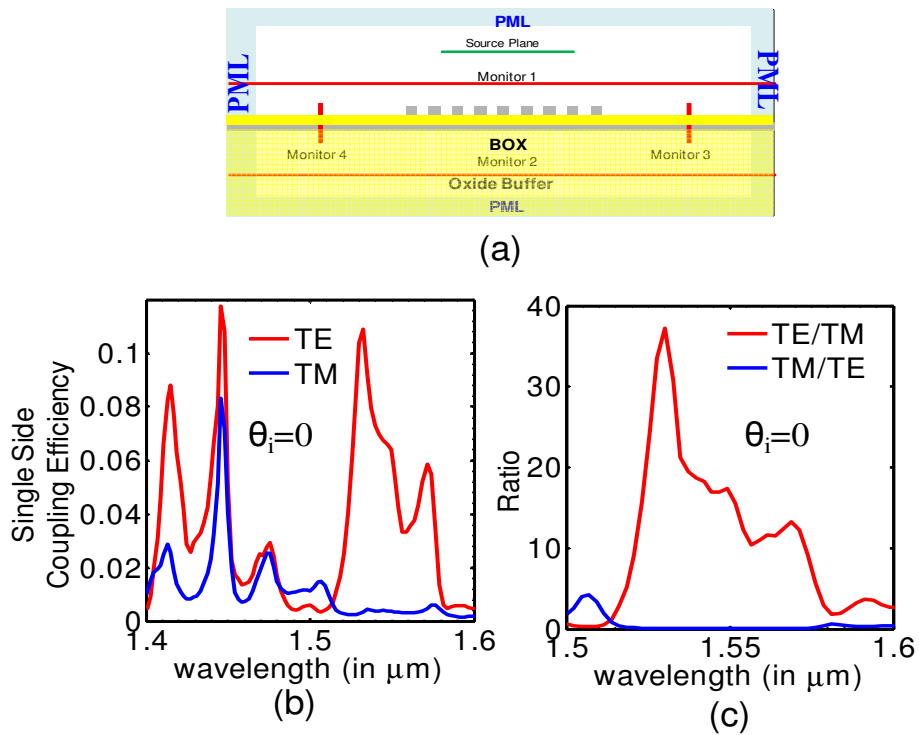 PML
Source Plane
PML
PML
Monitor 1
BOX
Monitor 4
Monitor 2
Monitor 3
Oxide Buffer
PML
(a)
Single Side
Coupling Efficiency
0.1
0.08
0.06
0.04
0.02
0
1.4
1.5
1.6
TE
TM
θi=0
wavelength (in μm)
(b)
Ratio
40
30
20
10
0
1.5
1.55
1.6
TE/TM
TM/TE
θi=0
wavelength (in μm)
(c)